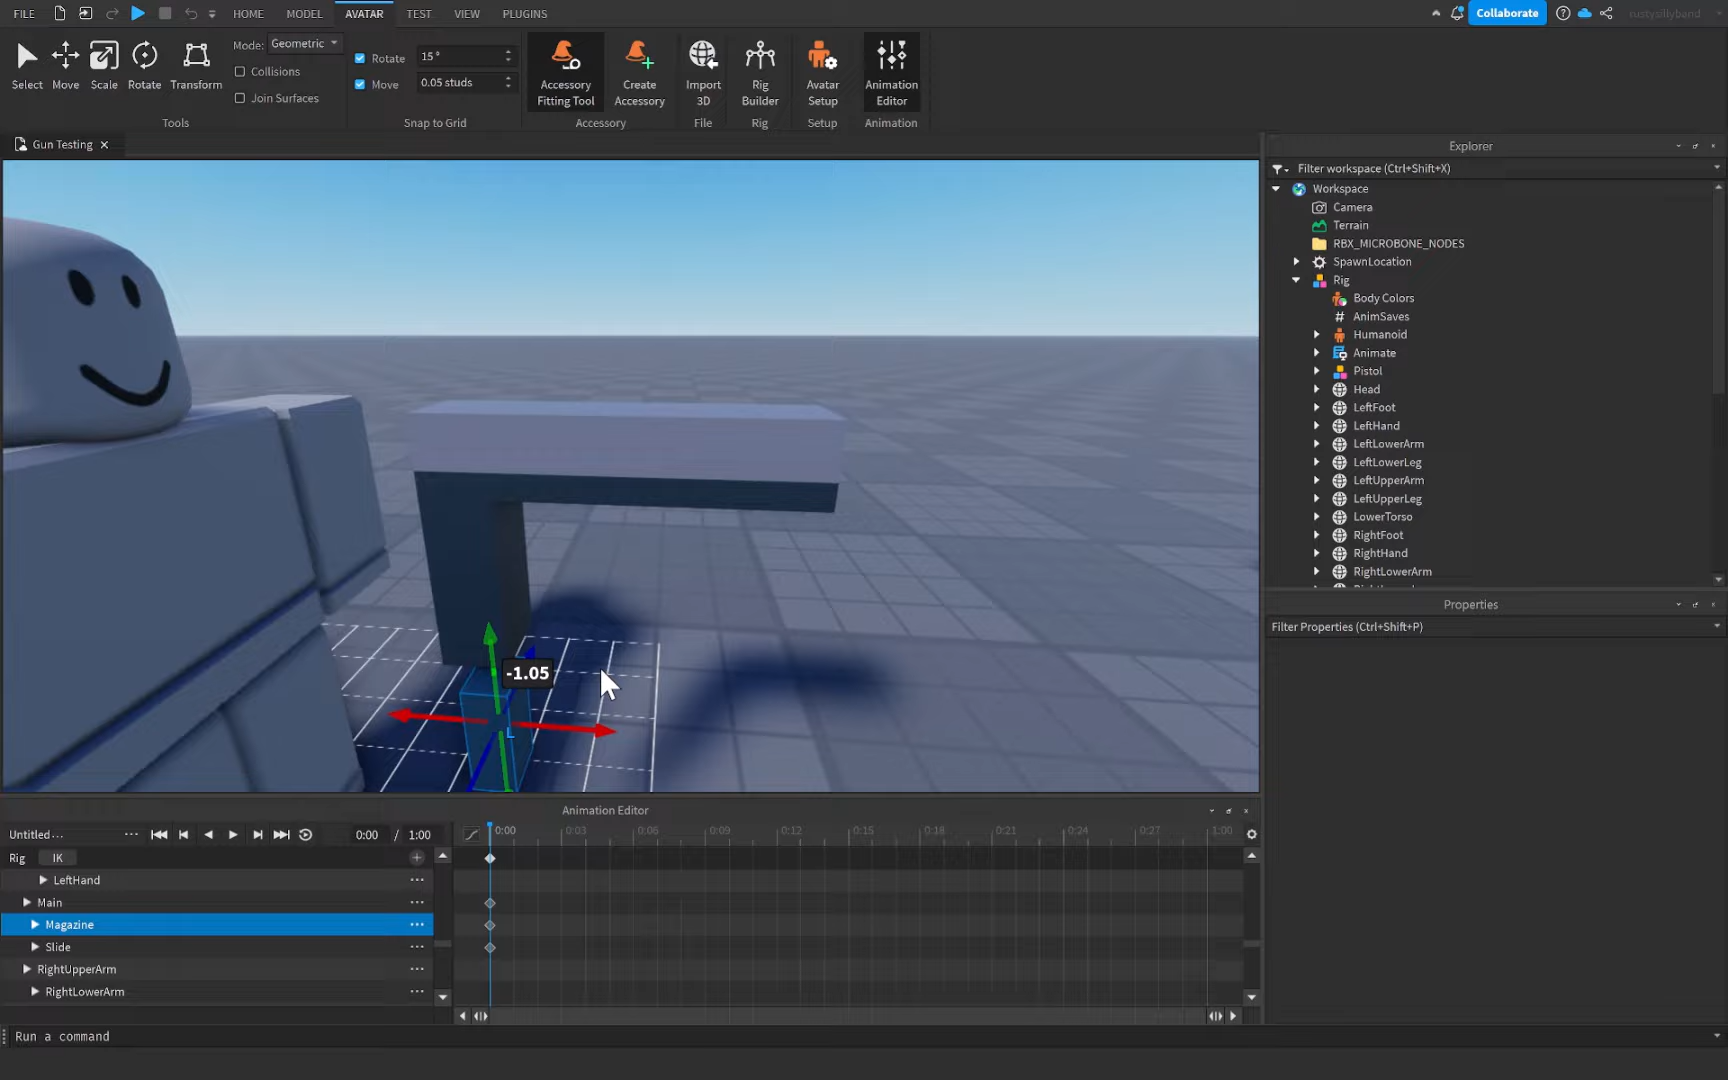 FILE HOME MODEL AVATAR TEST VIEW PLUGINS Collaborate rustysillyband
Select Move Scale Rotate Transform
Mode: Geometric
Collisions
Join Surfaces
Tools
Rotate 15°
Move 0.05 studs
Snap to Grid
Accessory Fitting Tool
Create Accessory
Accessory
Import 3D
File
Rig Builder
Rig
Avatar Setup
Setup
Animation Editor
Animation
Gun Testing
-1.05
Explorer
Filter workspace (Ctrl+Shift+X)
Workspace
Camera
Terrain
RBX_MICROBONE_NODES
SpawnLocation
Rig
Body Colors
AnimSaves
Humanoid
Animate
Pistol
Head
LeftFoot
LeftHand
LeftLowerArm
LeftLowerLeg
LeftUpperArm
LeftUpperLeg
LowerTorso
RightFoot
RightHand
RightLowerArm
Properties
Filter Properties (Ctrl+Shift+P)
Animation Editor
Untitled... 0:00 / 1:00 0:00 0:03 0:06 0:09 0:12 0:15 0:18 0:21 0:24 0:27 1:00
Rig IK
LeftHand
Main
Magazine
Slide
RightUpperArm
RightLowerArm
Run a command